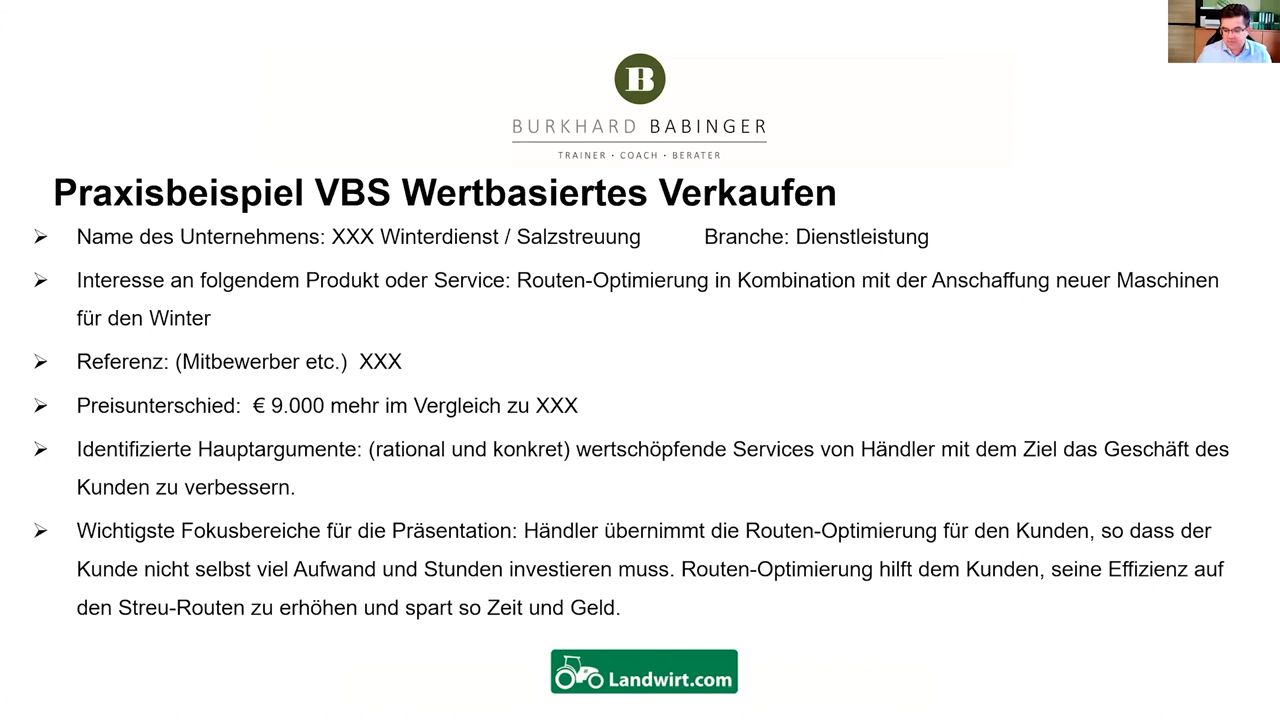 B
BURKHARD BABINGER
TRAINER • COACH • BERATER
Praxisbeispiel VBS Wertbasiertes Verkaufen
Name des Unternehmens: XXX Winterdienst / Salzstreuung Branche: Dienstleistung
Interesse an folgendem Produkt oder Service: Routen-Optimierung in Kombination mit der Anschaffung neuer Maschinen
für den Winter
Referenz: (Mitbewerber etc.) XXX
Preisunterschied: € 9.000 mehr im Vergleich zu XXX
Identifizierte Hauptargumente: (rational und konkret) wertschöpfende Services von Händler mit dem Ziel das Geschäft des
Kunden zu verbessern.
Wichtigste Fokusbereiche für die Präsentation: Händler übernimmt die Routen-Optimierung für den Kunden, so dass der
Kunde nicht selbst viel Aufwand und Stunden investieren muss. Routen-Optimierung hilft dem Kunden, seine Effizienz auf
den Streu-Routen zu erhöhen und spart so Zeit und Geld.
Landwirt.com